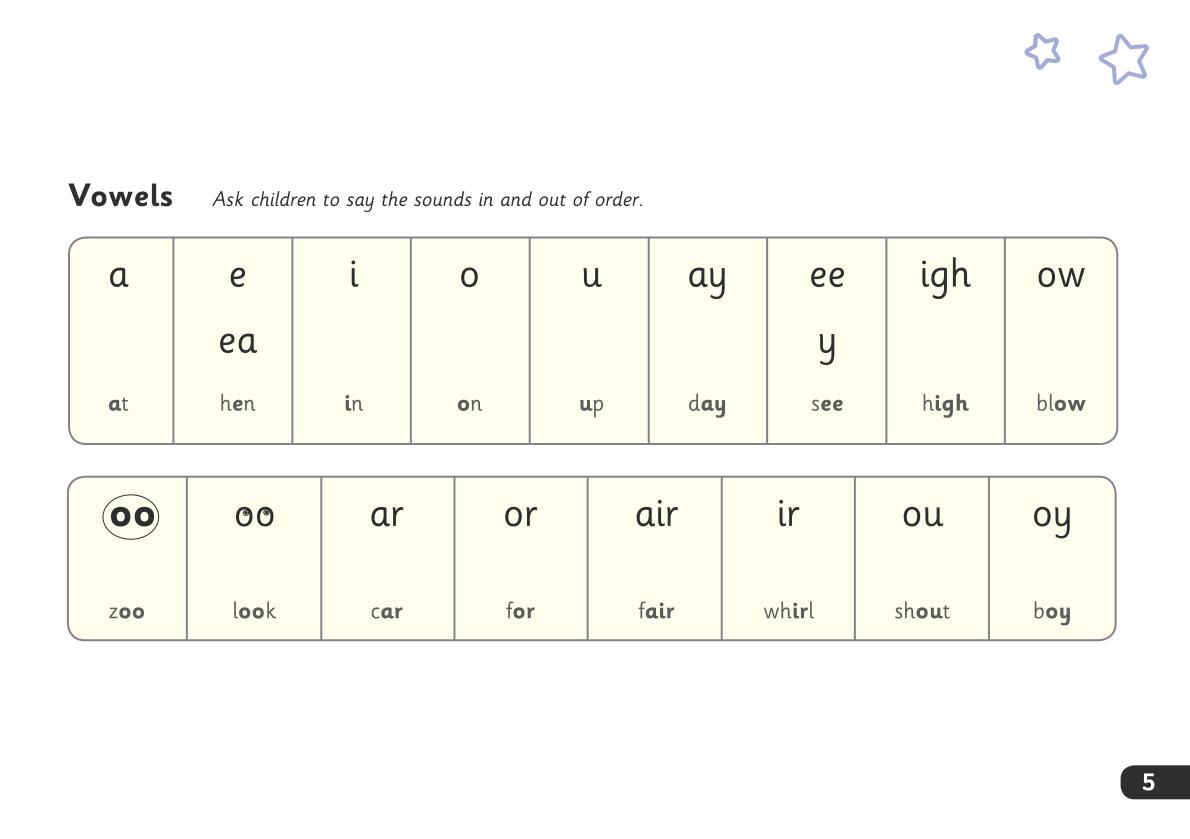 Vowels Ask children to say the sounds in and out of order.
a e i o u ay ee igh ow
ea y
at hen in on up day see high blow
oo oo ar or air ir ou oy
zoo look car for fair whirl shout boy
5